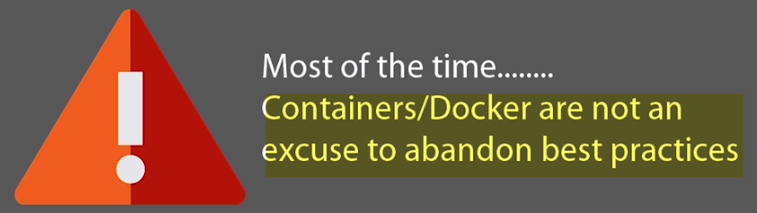 Most of the time........
Containers/Docker are not an
excuse to abandon best practices